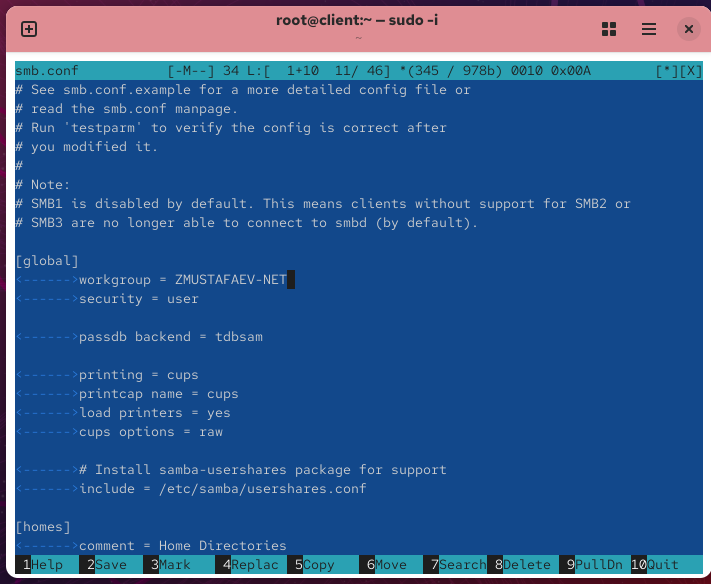 root@client:~ — sudo -i
~
smb.conf [-M--] 34 L:[ 1+10 11/ 46] *(345 / 978b) 0010 0x00A [*][X]
# See smb.conf.example for a more detailed config file or
# read the smb.conf manpage.
# Run 'testparm' to verify the config is correct after
# you modified it.
#
# Note:
# SMB1 is disabled by default. This means clients without support for SMB2 or
# SMB3 are no longer able to connect to smbd (by default).
[global]
<------>workgroup = ZMUSTAFAEV-NET
<------>security = user
<------>passdb backend = tdbsam
<------>printing = cups
<------>printcap name = cups
<------>load printers = yes
<------>cups options = raw
<------># Install samba-usershares package for support
<------>include = /etc/samba/usershares.conf
[homes]
<------>comment = Home Directories
1Help 2Save 3Mark 4Replac 5Copy 6Move 7Search 8Delete 9PullDn 10Quit